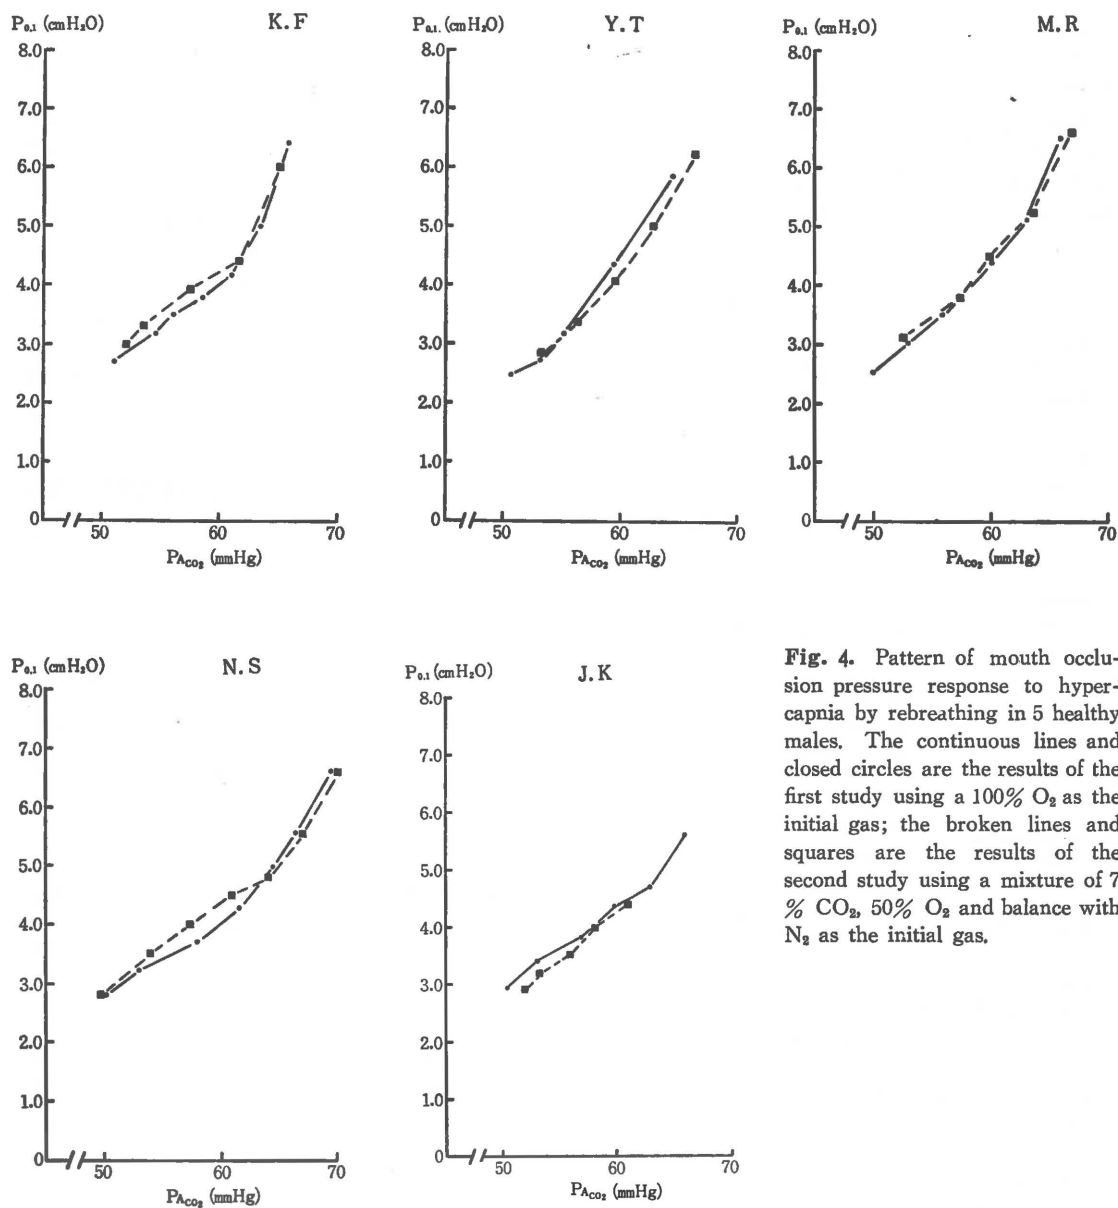 P₀.₁ (cmH₂O) K.F
8.0
7.0
6.0
5.0
4.0
3.0
2.0
1.0
0
50 60 70
PACO₂ (mmHg)
P₀.₁. (cmH₂O) Y.T
8.0
7.0
6.0
5.0
4.0
3.0
2.0
1.0
0
50 60 70
PACO₂ (mmHg)
P₀.₁ (cmH₂O) M.R
8.0
7.0
6.0
5.0
4.0
3.0
2.0
1.0
0
50 60 70
PACO₂ (mmHg)
P₀.₁ (cmH₂O) N.S
8.0
7.0
6.0
5.0
4.0
3.0
2.0
1.0
0
50 60 70
PACO₂ (mmHg)
P₀.₁ (cmH₂O) J.K
8.0
7.0
6.0
5.0
4.0
3.0
2.0
1.0
0
50 60 70
PACO₂ (mmHg)
Fig. 4. Pattern of mouth occlu-
sion pressure response to hyper-
capnia by rebreathing in 5 healthy
males. The continuous lines and
closed circles are the results of the
first study using a 100% O₂ as the
initial gas; the broken lines and
squares are the results of the
second study using a mixture of 7
% CO₂, 50% O₂ and balance with
N₂ as the initial gas.